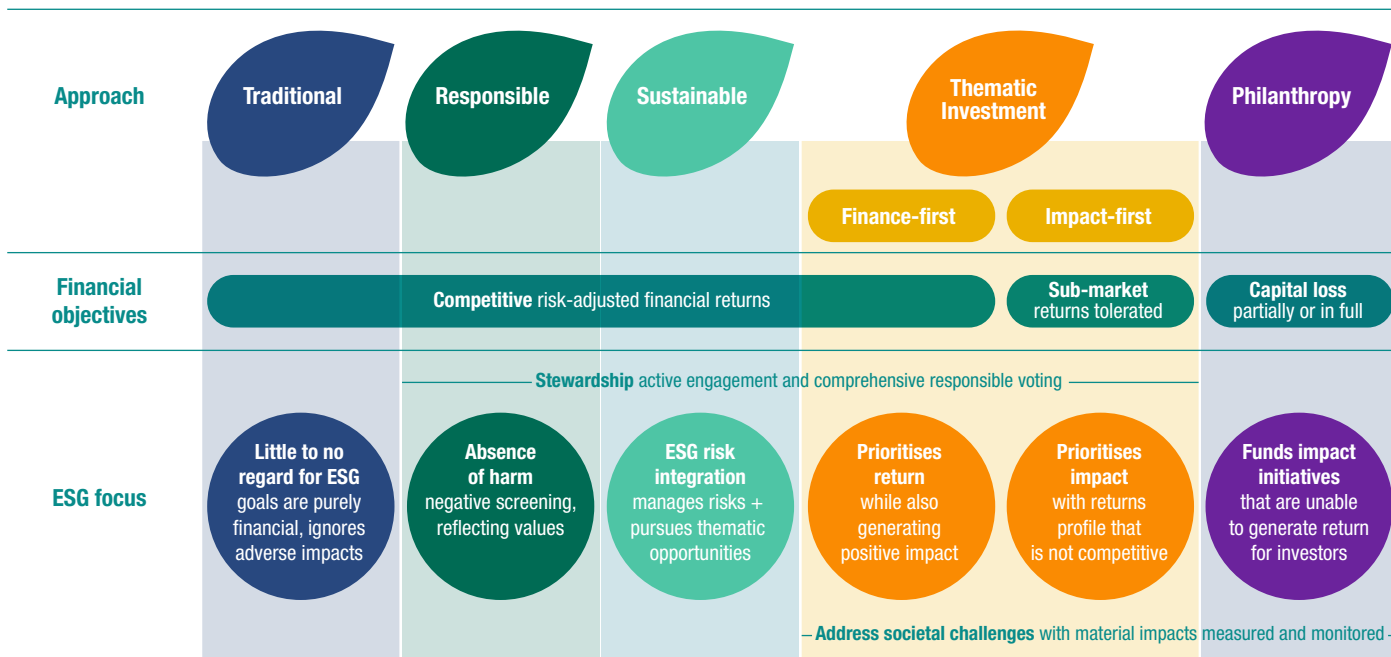 Approach
Traditional
Responsible
Sustainable
Thematic
Investment
Philanthropy
Finance-first
Impact-first
Financial
objectives
Competitive risk-adjusted financial returns
Sub-market
returns tolerated
Capital loss
partially or in full
Stewardship active engagement and comprehensive responsible voting
ESG focus
Little to no
regard for ESG
goals are purely
financial, ignores
adverse impacts
Absence
of harm
negative screening,
reflecting values
ESG risk
integration
manages risks +
pursues thematic
opportunities
Prioritises
return
while also
generating
positive impact
Prioritises
impact
with returns
profile that
is not competitive
Funds impact
initiatives
that are unable
to generate return
for investors
Address societal challenges with material impacts measured and monitored